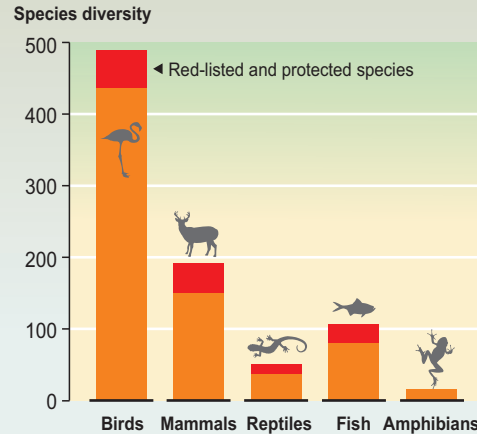 Species diversity
500
Red-listed and protected species
400
300
200
100
0
Birds Mammals Reptiles Fish Amphibians